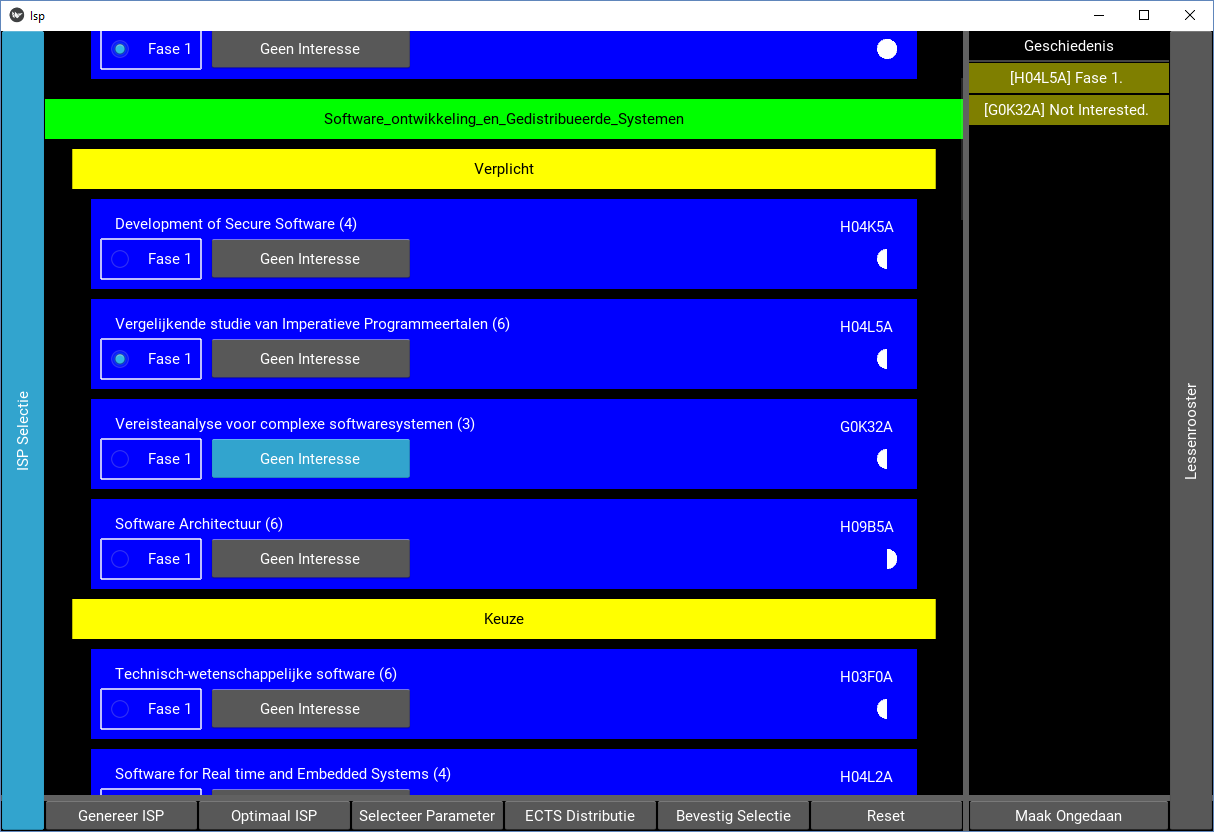 Isp
Fase 1 Geen Interesse
Software_ontwikkeling_en_Gedistribueerde_Systemen
Verplicht
Development of Secure Software (4) H04K5A
Fase 1 Geen Interesse
Vergelijkende studie van Imperatieve Programmeertalen (6) H04L5A
Fase 1 Geen Interesse
Vereisteanalyse voor complexe softwaresystemen (3) G0K32A
Fase 1 Geen Interesse
Software Architectuur (6) H09B5A
Fase 1 Geen Interesse
Keuze
Technisch-wetenschappelijke software (6) H03F0A
Fase 1 Geen Interesse
Software for Real time and Embedded Systems (4) H04L2A
ISP Selectie
Geschiedenis
[H04L5A] Fase 1.
[G0K32A] Not Interested.
Lessenrooster
Genereer ISP Optimaal ISP Selecteer Parameter ECTS Distributie Bevestig Selectie Reset Maak Ongedaan